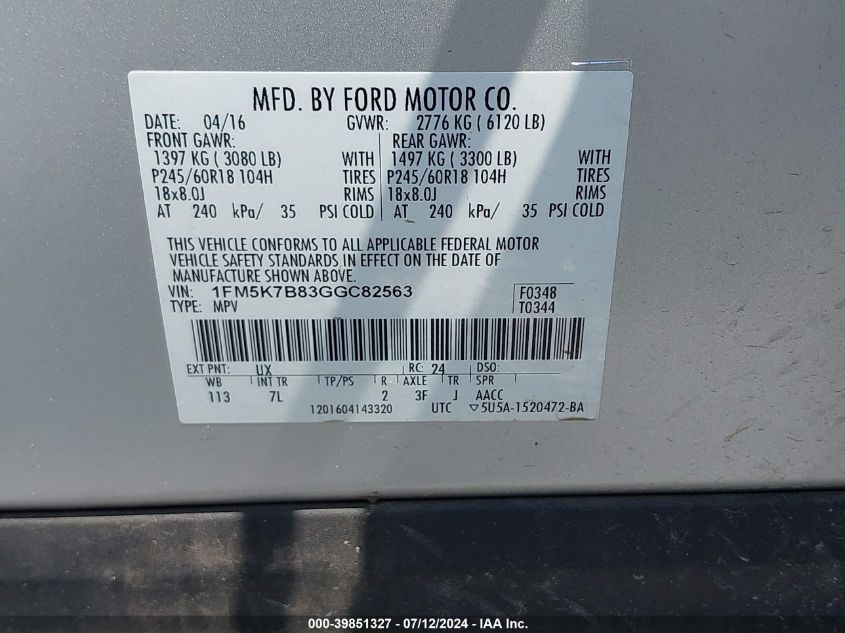 MFD. BY FORD MOTOR CO.
DATE: 04/16 GVWR: 2776 KG ( 6120 LB)
FRONT GAWR: REAR GAWR:
1397 KG ( 3080 LB) WITH 1497 KG ( 3300 LB) WITH
P245/60R18 104H TIRES P245/60R18 104H TIRES
18x8.0J RIMS 18x8.0J RIMS
AT 240 kPa/ 35 PSI COLD AT 240 kPa/ 35 PSI COLD
THIS VEHICLE CONFORMS TO ALL APPLICABLE FEDERAL MOTOR
VEHICLE SAFETY STANDARDS IN EFFECT ON THE DATE OF
MANUFACTURE SHOWN ABOVE.
VIN: 1FM5K7B83GGC82563 F0348
TYPE: MPV T0344
EXT PNT: UX RC: 24 DSO:
WB INT TR TP/PS R AXLE TR SPR
113 7L 2 3F J AACC
1201604143320 UTC ▽5U5A-1520472-BA
000-39851327 / 07/12/2024 - IAA Inc.